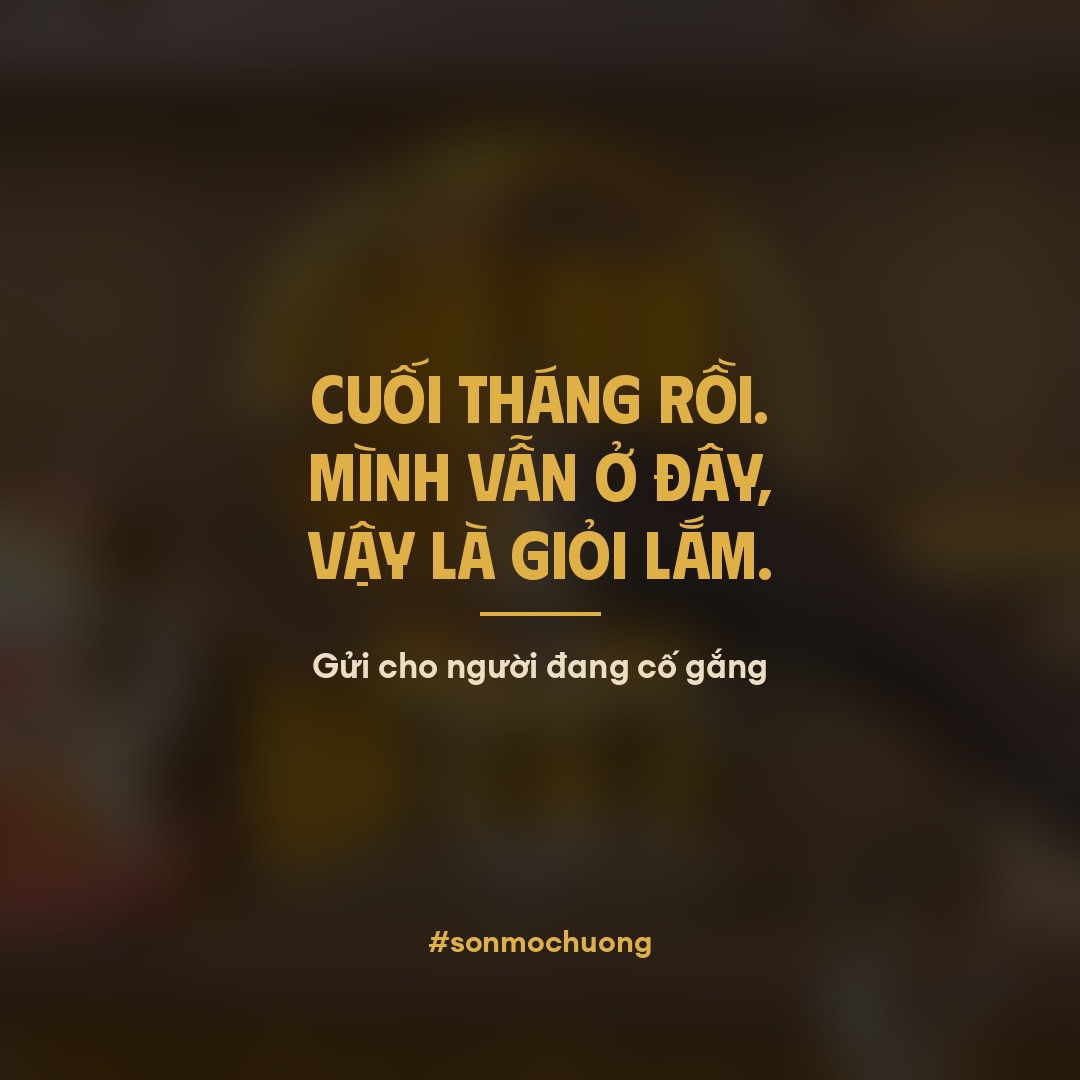 CUỐI THÁNG RỒI.
MÌNH VẪN Ở ĐÂY,
VẬY LÀ GIỎI LẮM.
Gửi cho người đang cố gắng
#sonmochuong